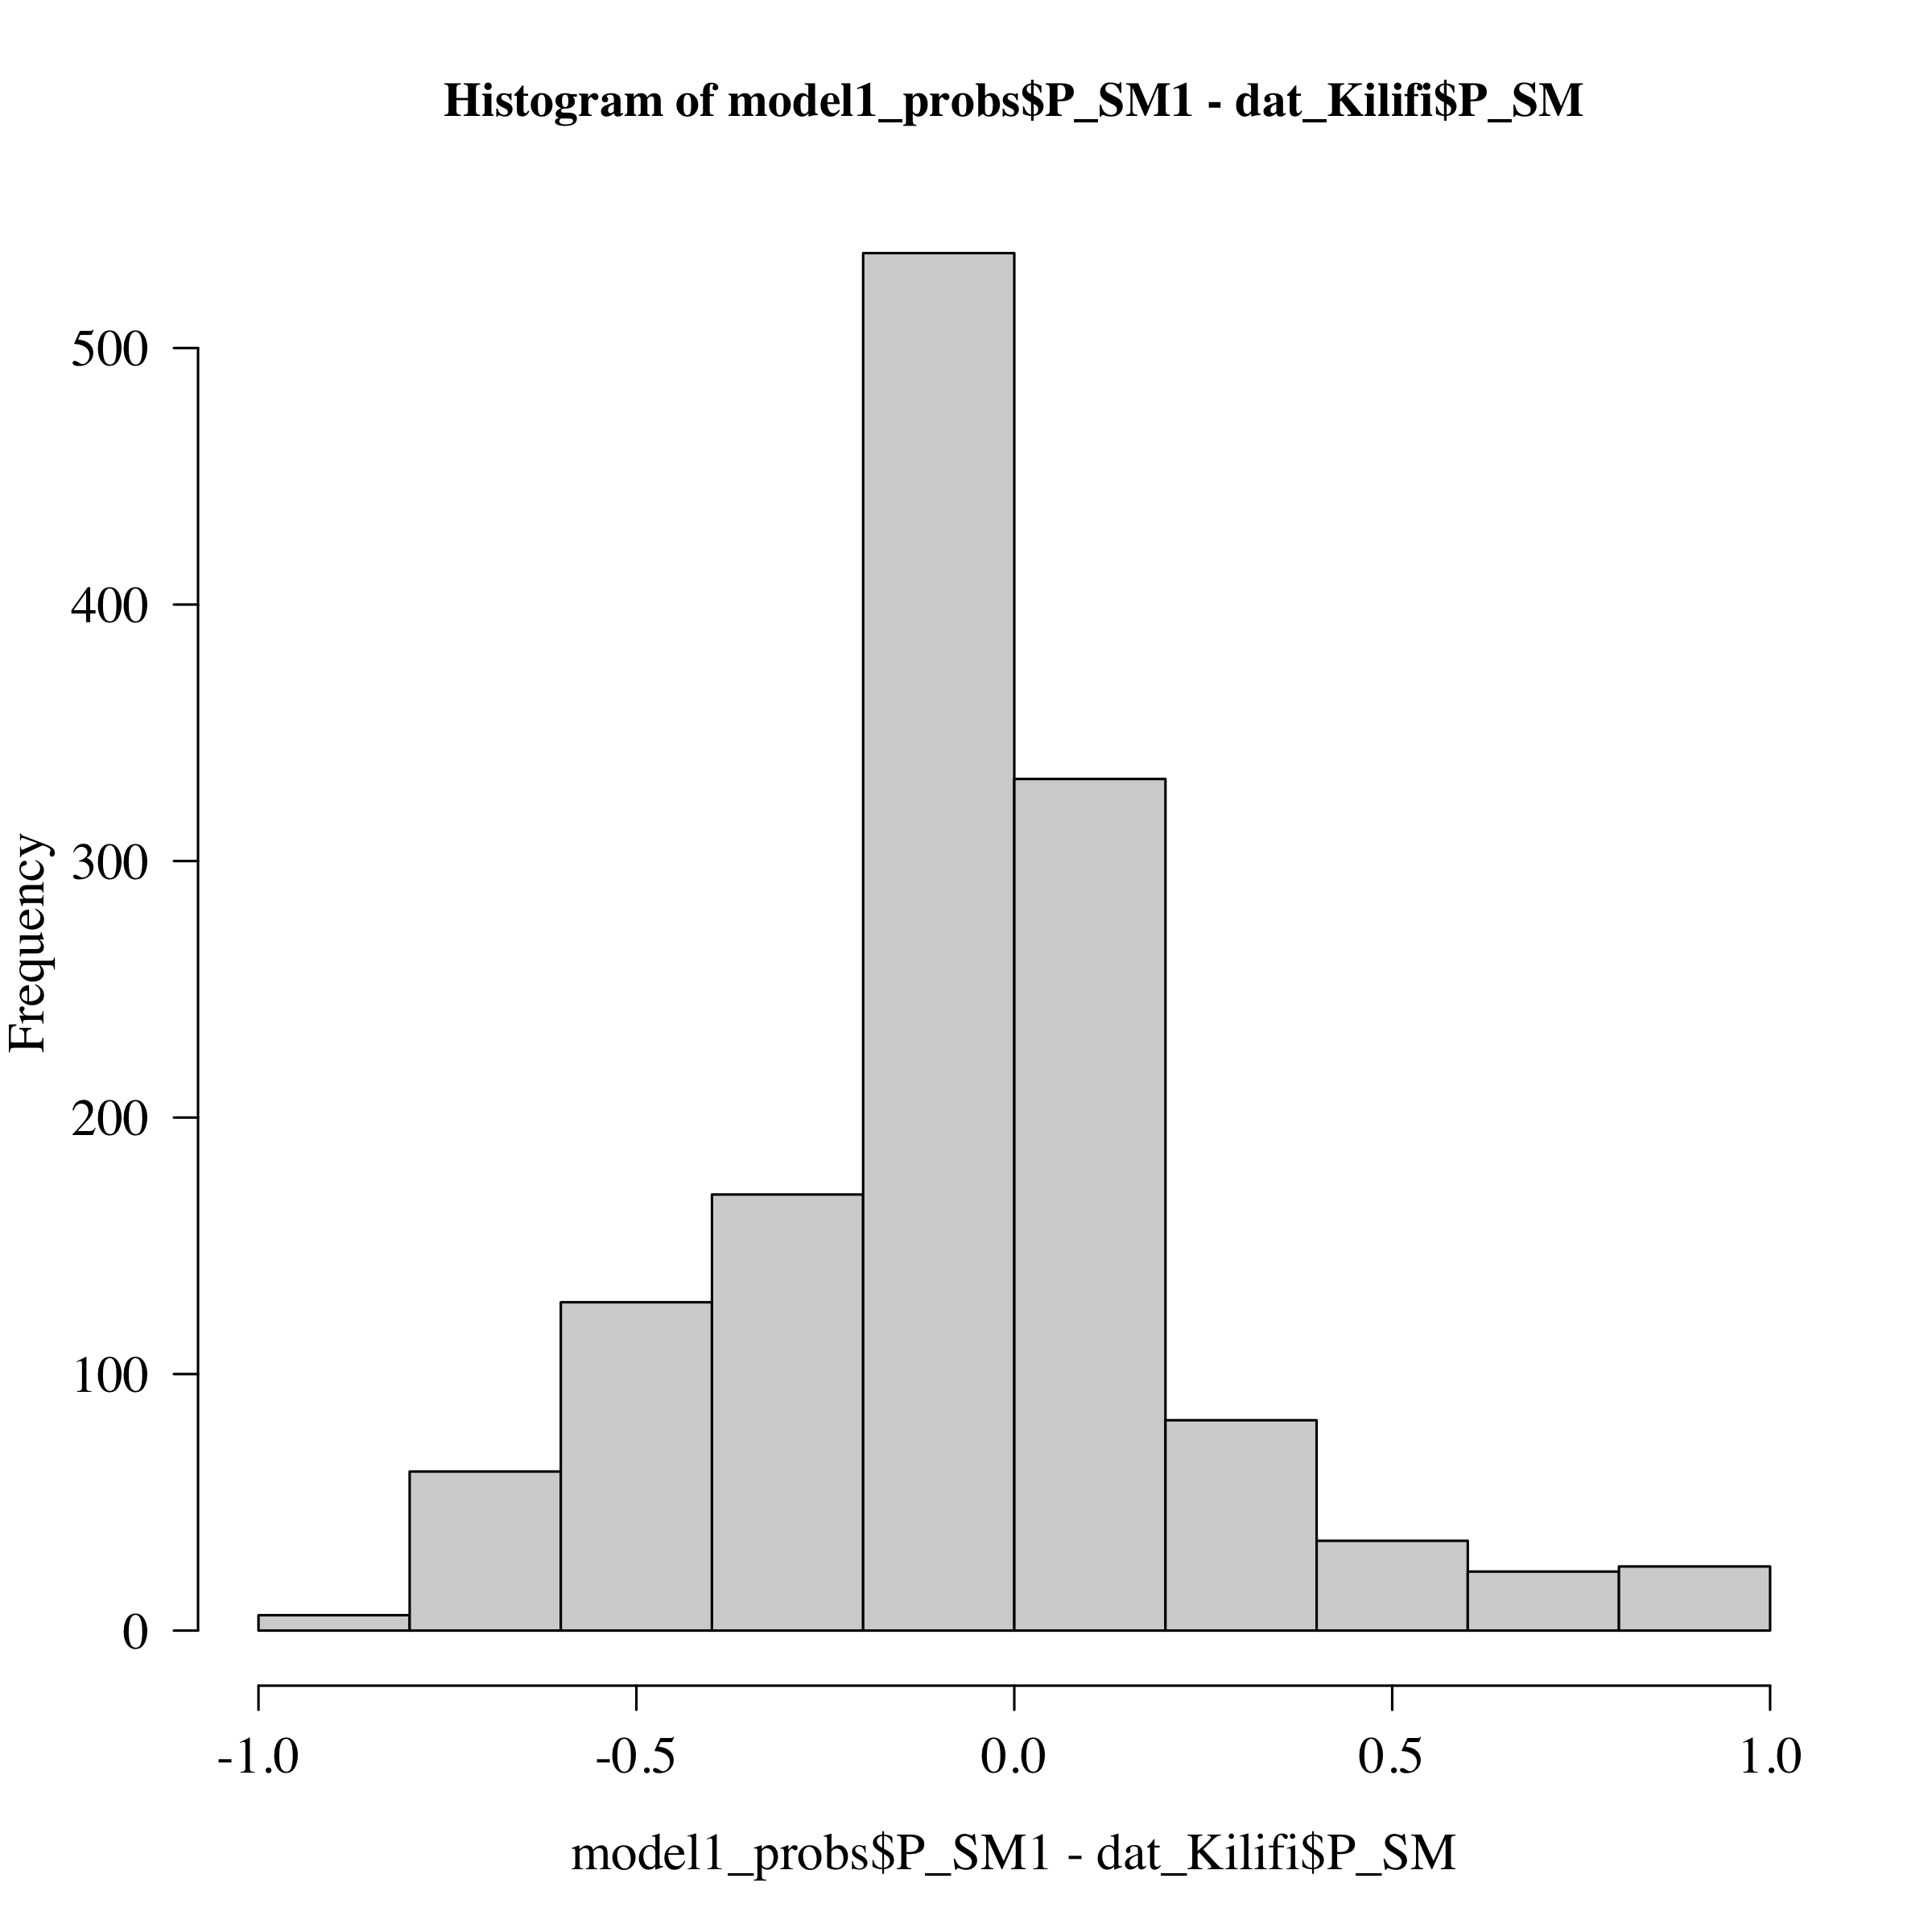 Histogram of model1_probs$P_SM1 - dat_Kilifi$P_SM
Frequency
500
400
300
200
100
0
-1.0 -0.5 0.0 0.5 1.0
model1_probs$P_SM1 - dat_Kilifi$P_SM